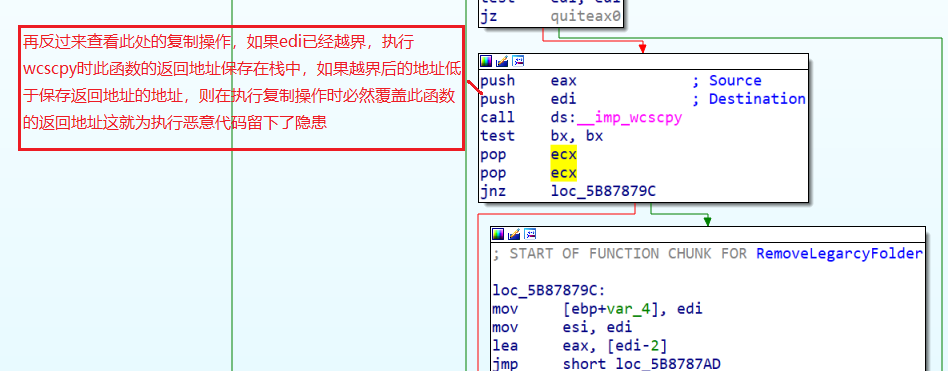 test    edi, edi
jz      quiteax0
再反过来查看此处的复制操作，如果edi已经越界，执行
wcscpy时此函数的返回地址保存在栈中，如果越界后的地址低
于保存返回地址的地址，则在执行复制操作时必然覆盖此函数
的返回地址这就为执行恶意代码留下了隐患
push    eax             ; Source
push    edi             ; Destination
call    ds:__imp_wcscpy
test    bx, bx
pop     ecx
pop     ecx
jnz     loc_5B87879C
; START OF FUNCTION CHUNK FOR RemoveLegarcyFolder
loc_5B87879C:
mov     [ebp+var_4], edi
mov     esi, edi
lea     eax, [edi-2]
jmp     short loc_5B8787AD